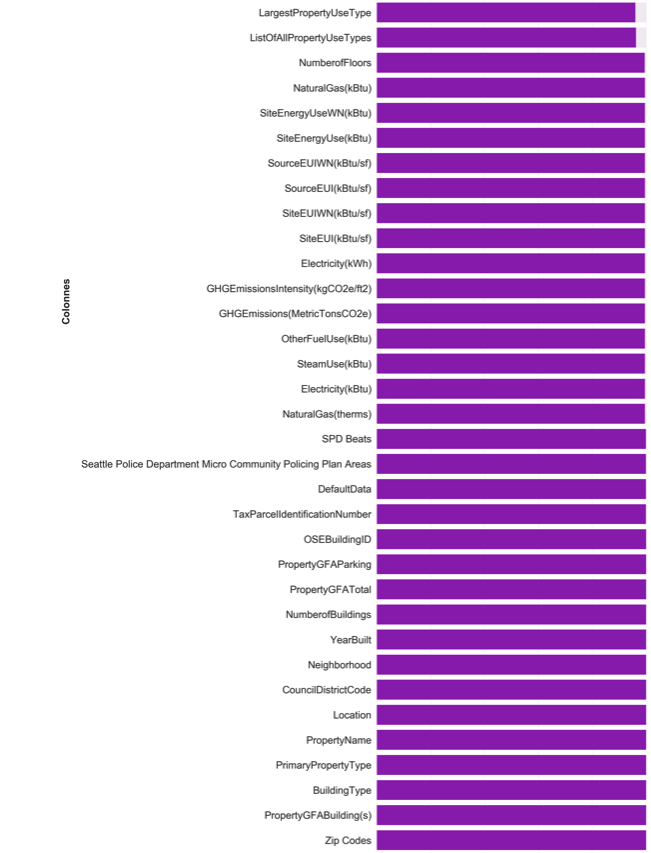 LargestPropertyUseType
ListOfAllPropertyUseTypes
NumberofFloors
NaturalGas(kBtu)
SiteEnergyUseWN(kBtu)
SiteEnergyUse(kBtu)
SourceEUIWN(kBtu/sf)
SourceEUI(kBtu/sf)
SiteEUIWN(kBtu/sf)
SiteEUI(kBtu/sf)
Electricity(kWh)
GHGEmissionsIntensity(kgCO2e/ft2)
Colonnes
GHGEmissions(MetricTonsCO2e)
OtherFuelUse(kBtu)
SteamUse(kBtu)
Electricity(kBtu)
NaturalGas(therms)
SPD Beats
Seattle Police Department Micro Community Policing Plan Areas
DefaultData
TaxParcelIdentificationNumber
OSEBuildingID
PropertyGFAParking
PropertyGFATotal
NumberofBuildings
YearBuilt
Neighborhood
CouncilDistrictCode
Location
PropertyName
PrimaryPropertyType
BuildingType
PropertyGFABuilding(s)
Zip Codes